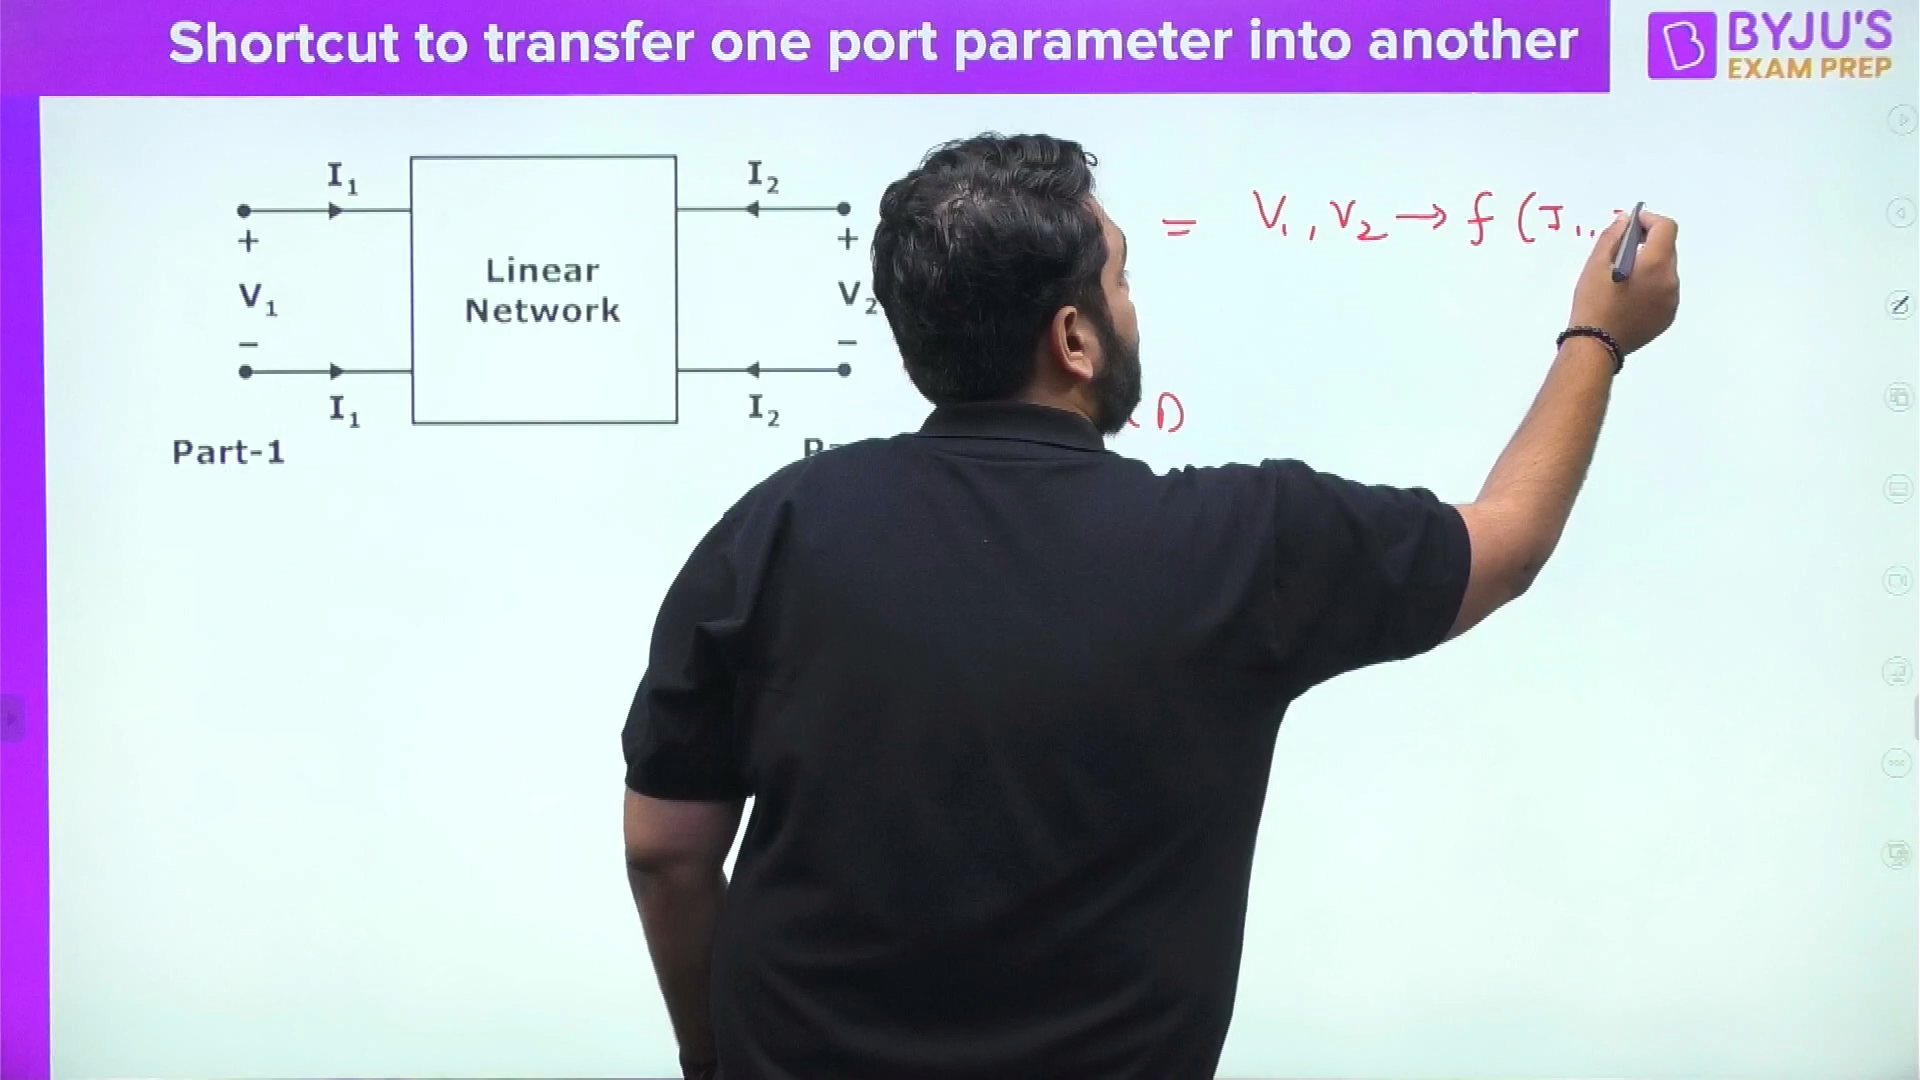 Shortcut to transfer one port parameter into another
BYJU'S
EXAM PREP
I1
I2
+
+
= V1, V2 → f (I1,
Linear
Network
V1
V2
−
−
I1
I2
D
Part-1